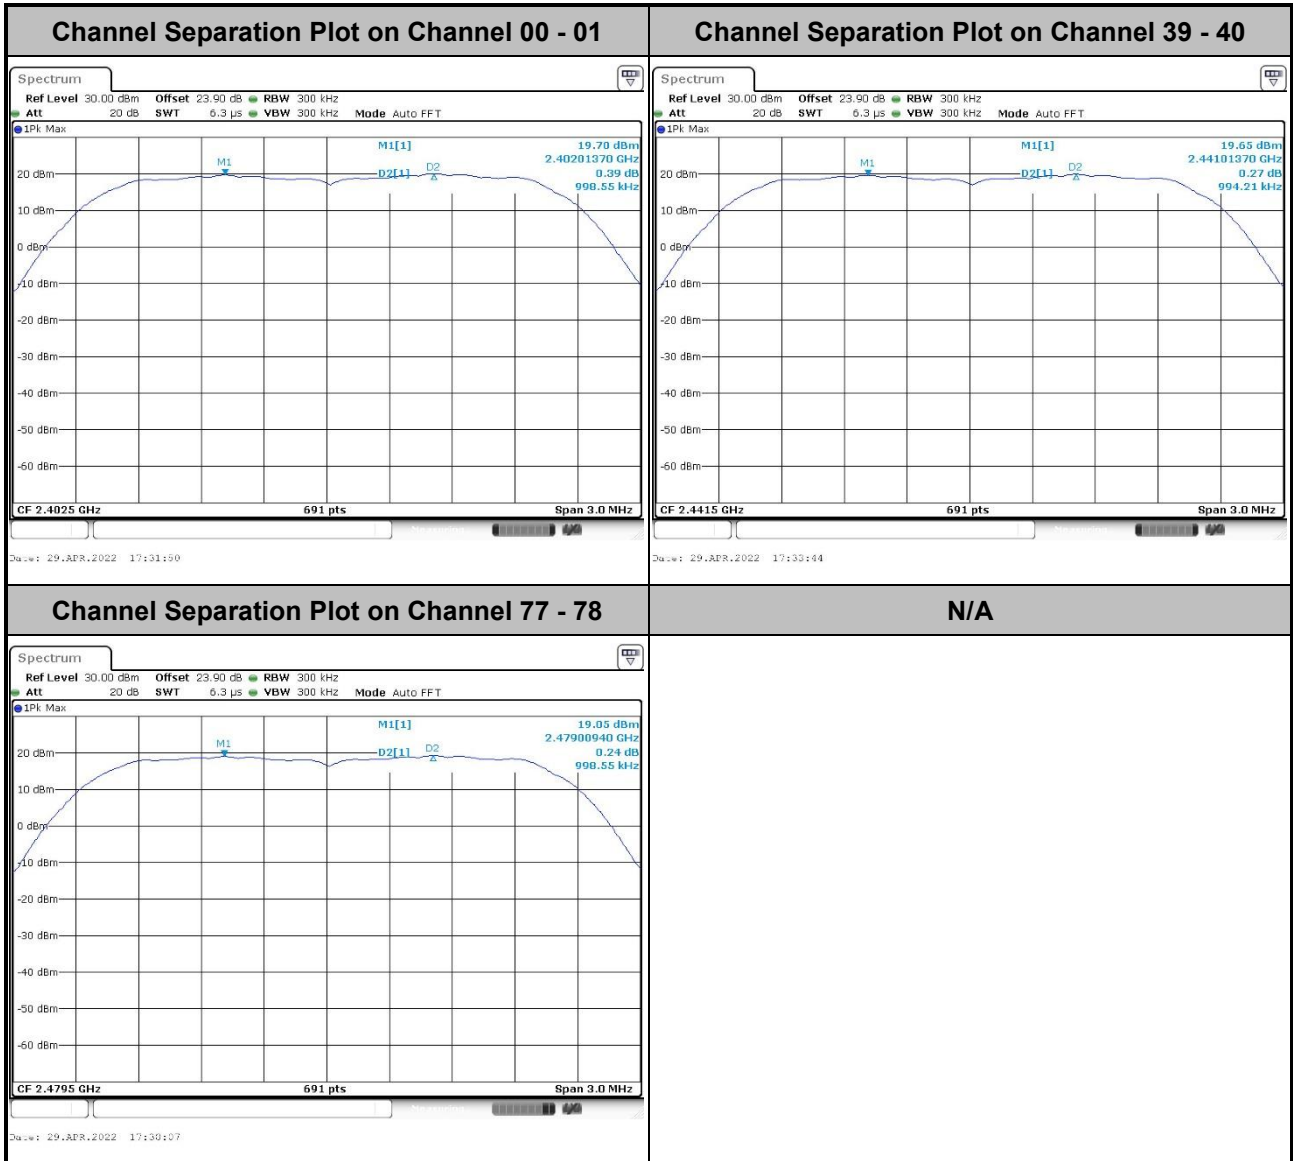 Channel Separation Plot on Channel 00 - 01
Spectrum
Ref Level 30.00 dBm Offset 23.90 dB RBW 300 kHz
Att 20 dB SWT 6.3 µs VBW 300 kHz Mode Auto FFT
1Pk Max
M1[1] 19.70 dBm
2.40201370 GHz
D2[1] 0.39 dB
998.55 kHz
M1
D2
20 dBm
10 dBm
0 dBm
-10 dBm
-20 dBm
-30 dBm
-40 dBm
-50 dBm
-60 dBm
CF 2.4025 GHz 691 pts Span 3.0 MHz
Date: 29.APR.2022 17:31:50
Channel Separation Plot on Channel 39 - 40
Spectrum
Ref Level 30.00 dBm Offset 23.90 dB RBW 300 kHz
Att 20 dB SWT 6.3 µs VBW 300 kHz Mode Auto FFT
1Pk Max
M1[1] 19.65 dBm
2.44101370 GHz
D2[1] 0.27 dB
994.21 kHz
M1
D2
20 dBm
10 dBm
0 dBm
-10 dBm
-20 dBm
-30 dBm
-40 dBm
-50 dBm
-60 dBm
CF 2.4415 GHz 691 pts Span 3.0 MHz
Date: 29.APR.2022 17:33:44
Channel Separation Plot on Channel 77 - 78
Spectrum
Ref Level 30.00 dBm Offset 23.90 dB RBW 300 kHz
Att 20 dB SWT 6.3 µs VBW 300 kHz Mode Auto FFT
1Pk Max
M1[1] 19.05 dBm
2.47900940 GHz
D2[1] 0.24 dB
998.55 kHz
M1
D2
20 dBm
10 dBm
0 dBm
-10 dBm
-20 dBm
-30 dBm
-40 dBm
-50 dBm
-60 dBm
CF 2.4795 GHz 691 pts Span 3.0 MHz
Date: 29.APR.2022
N/A